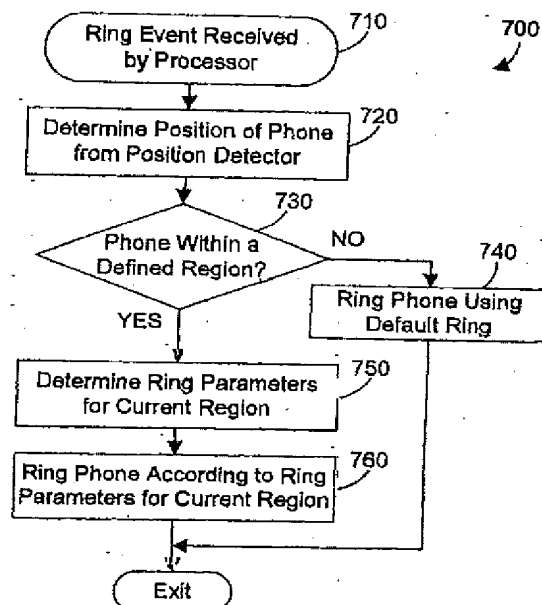 710
Ring Event Received
by Processor
700
720
Determine Position of Phone
from Position Detector
730
Phone Within a
Defined Region?
NO
740
Ring Phone Using
Default Ring
YES
750
Determine Ring Parameters
for Current Region
760
Ring Phone According to Ring
Parameters for Current Region
Exit